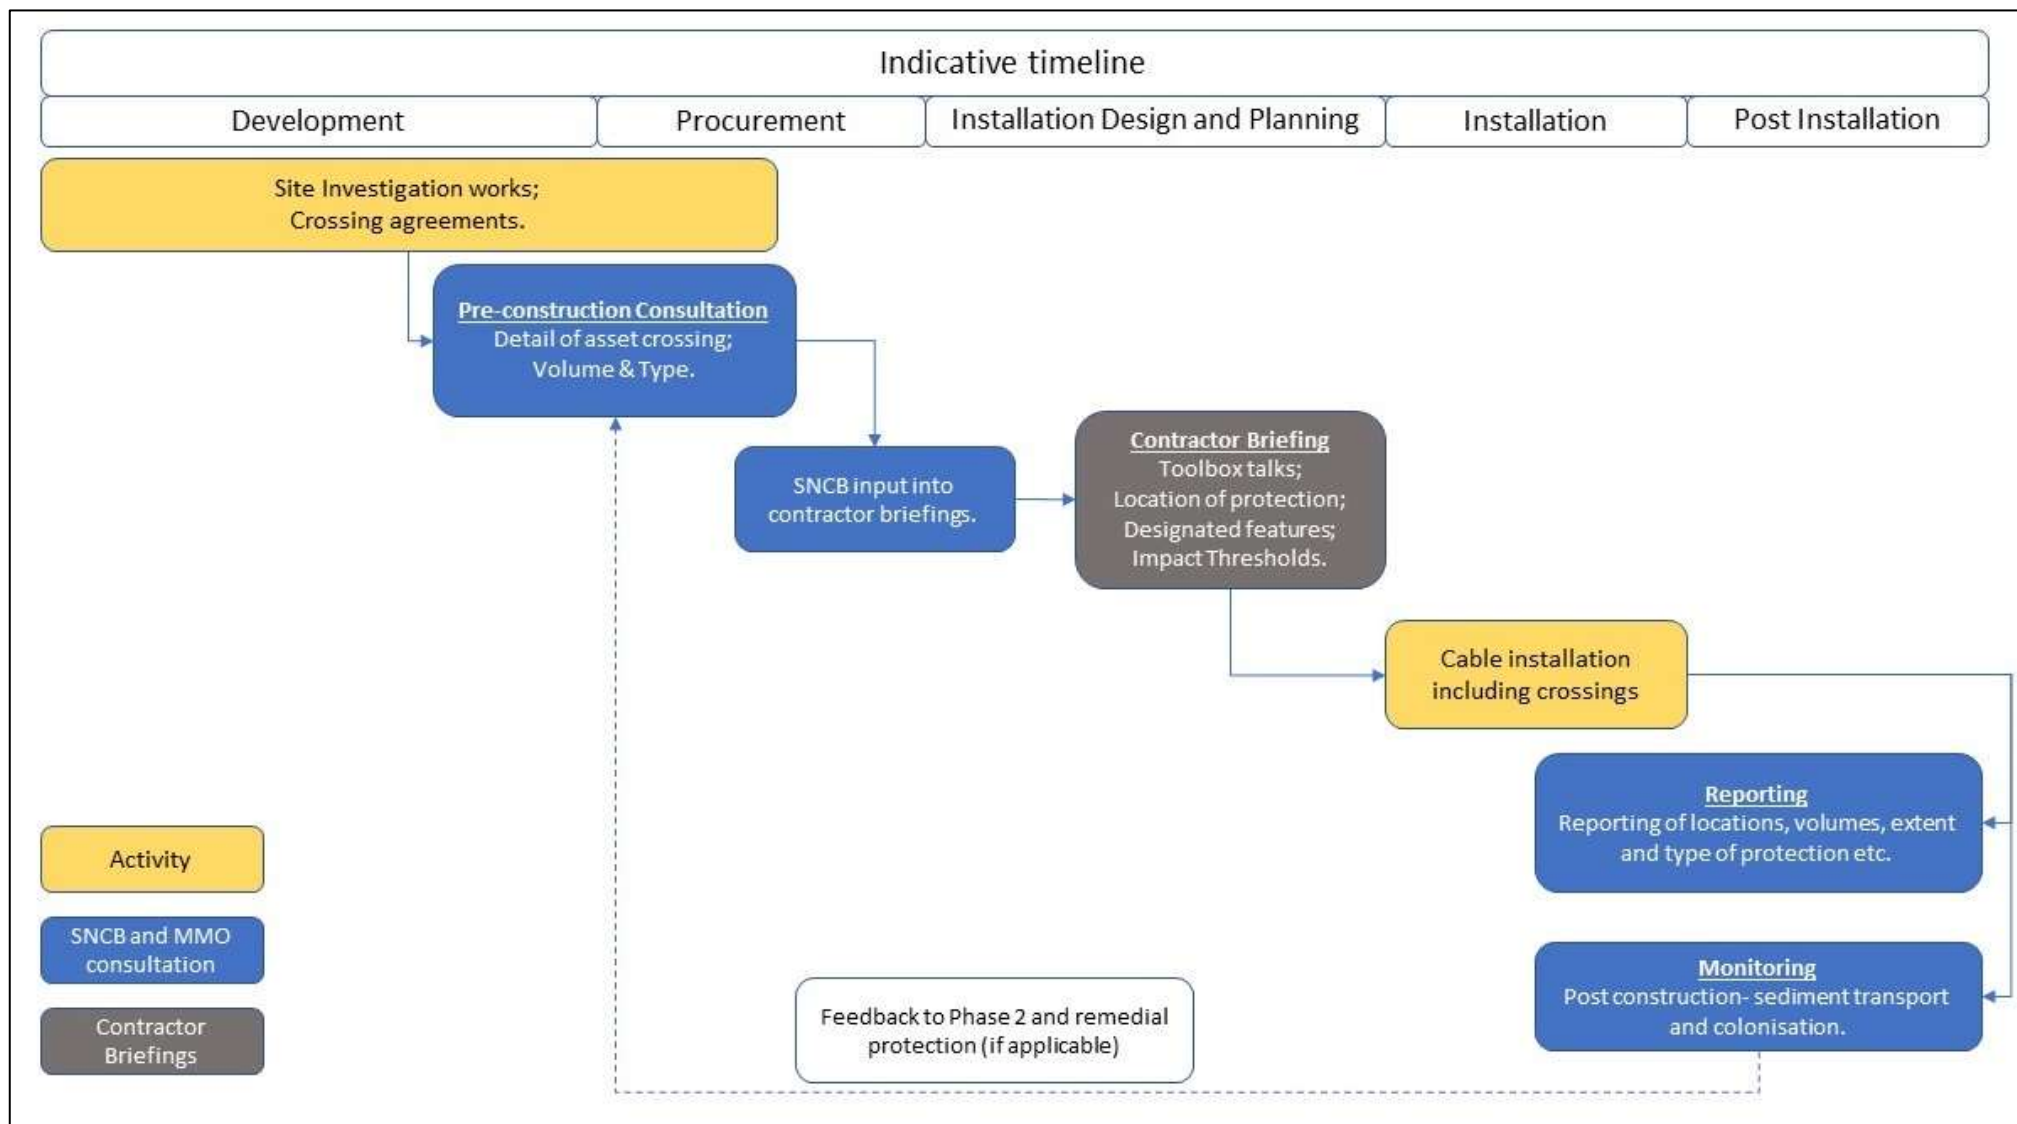 Indicative timeline
Development
Procurement
Installation Design and Planning
Installation
Post Installation
Site Investigation works;
Crossing agreements.
Pre-construction Consultation
Detail of asset crossing;
Volume & Type.
SNCB input into
contractor briefings.
Contractor Briefing
Toolbox talks;
Location of protection;
Designated features;
Impact Thresholds.
Cable installation
including crossings
Reporting
Reporting of locations, volumes, extent
and type of protection etc.
Monitoring
Post construction- sediment transport
and colonisation.
Feedback to Phase 2 and remedial
protection (if applicable)
Activity
SNCB and MMO
consultation
Contractor
Briefings